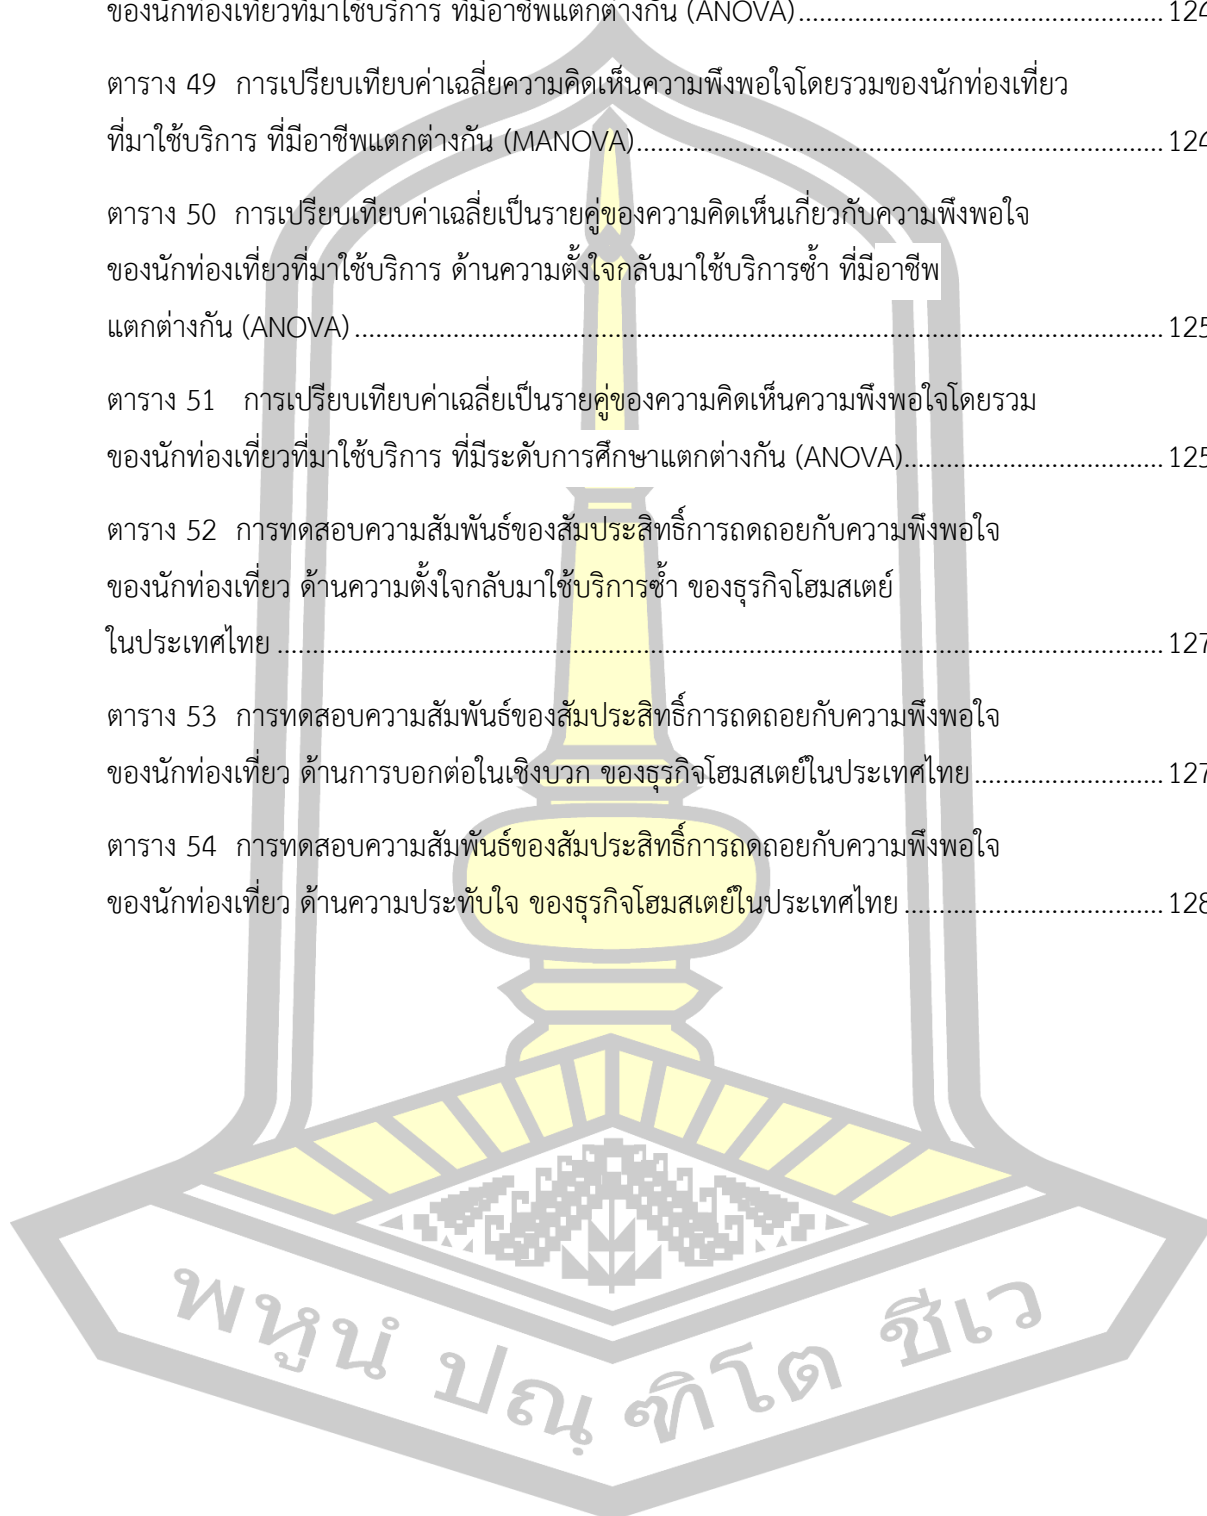 ของนักท่องเที่ยวที่มาใช้บริการ ที่มีอาชีพแตกต่างกัน (ANOVA) .................................................. 124
ตาราง 49 การเปรียบเทียบค่าเฉลี่ยความคิดเห็นความพึงพอใจโดยรวมของนักท่องเที่ยว
ที่มาใช้บริการ ที่มีอาชีพแตกต่างกัน (MANOVA) .................................................. 124
ตาราง 50 การเปรียบเทียบค่าเฉลี่ยเป็นรายคู่ของความคิดเห็นเกี่ยวกับความพึงพอใจ
ของนักท่องเที่ยวที่มาใช้บริการ ด้านความตั้งใจกลับมาใช้บริการซ้ำ ที่มีอาชีพ
แตกต่างกัน (ANOVA) .................................................. 125
ตาราง 51 การเปรียบเทียบค่าเฉลี่ยเป็นรายคู่ของความคิดเห็นความพึงพอใจโดยรวม
ของนักท่องเที่ยวที่มาใช้บริการ ที่มีระดับการศึกษาแตกต่างกัน (ANOVA) .................................................. 125
ตาราง 52 การทดสอบความสัมพันธ์ของสัมประสิทธิ์การถดถอยกับความพึงพอใจ
ของนักท่องเที่ยว ด้านความตั้งใจกลับมาใช้บริการซ้ำ ของธุรกิจโฮมสเตย์
ในประเทศไทย .................................................. 127
ตาราง 53 การทดสอบความสัมพันธ์ของสัมประสิทธิ์การถดถอยกับความพึงพอใจ
ของนักท่องเที่ยว ด้านการบอกต่อในเชิงบวก ของธุรกิจโฮมสเตย์ในประเทศไทย .................................................. 127
ตาราง 54 การทดสอบความสัมพันธ์ของสัมประสิทธิ์การถดถอยกับความพึงพอใจ
ของนักท่องเที่ยว ด้านความประทับใจ ของธุรกิจโฮมสเตย์ในประเทศไทย .................................................. 128
พหูนํ ปณฺฑิโต ชีเว